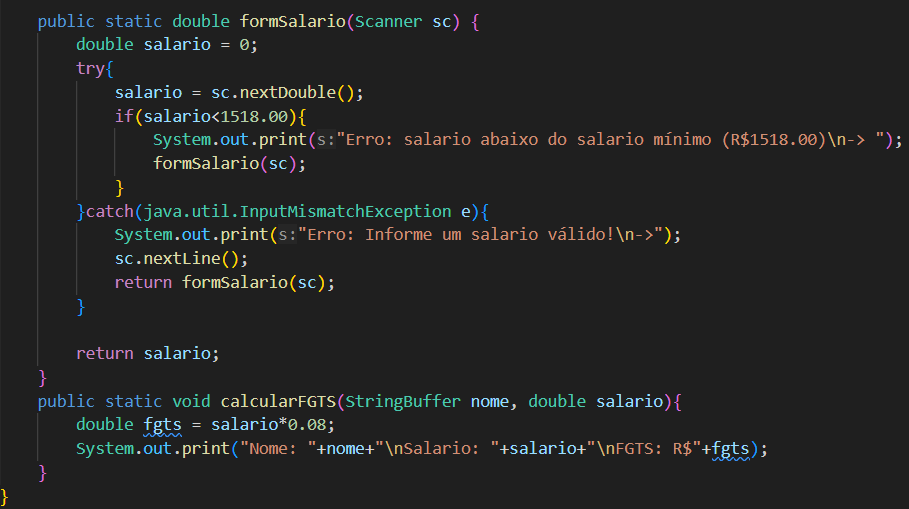 public static double formSalario(Scanner sc) {
double salario = 0;
try{
salario = sc.nextDouble();
if(salario<1518.00){
System.out.print(s:"Erro: salario abaixo do salario mínimo (R$1518.00)\n-> ");
formSalario(sc);
}
}catch(java.util.InputMismatchException e){
System.out.print(s:"Erro: Informe um salario válido!\n->");
sc.nextLine();
return formSalario(sc);
}
return salario;
}
public static void calcularFGTS(StringBuffer nome, double salario){
double fgts = salario*0.08;
System.out.print("Nome: "+nome+"\nSalario: "+salario+"\nFGTS: R$"+fgts);
}
}